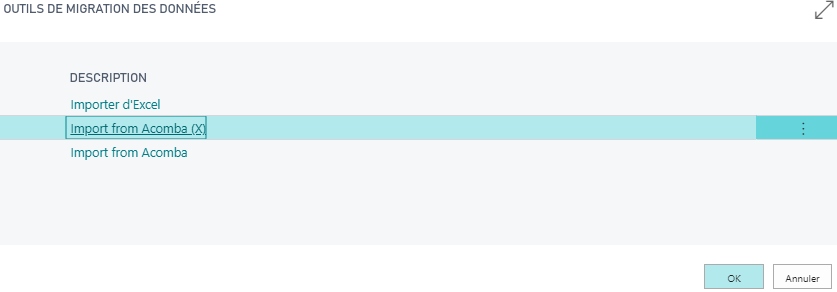 OUTILS DE MIGRATION DES DONNÉES
DESCRIPTION
Importer d'Excel
Import from Acomba (X)
Import from Acomba
OK
Annuler